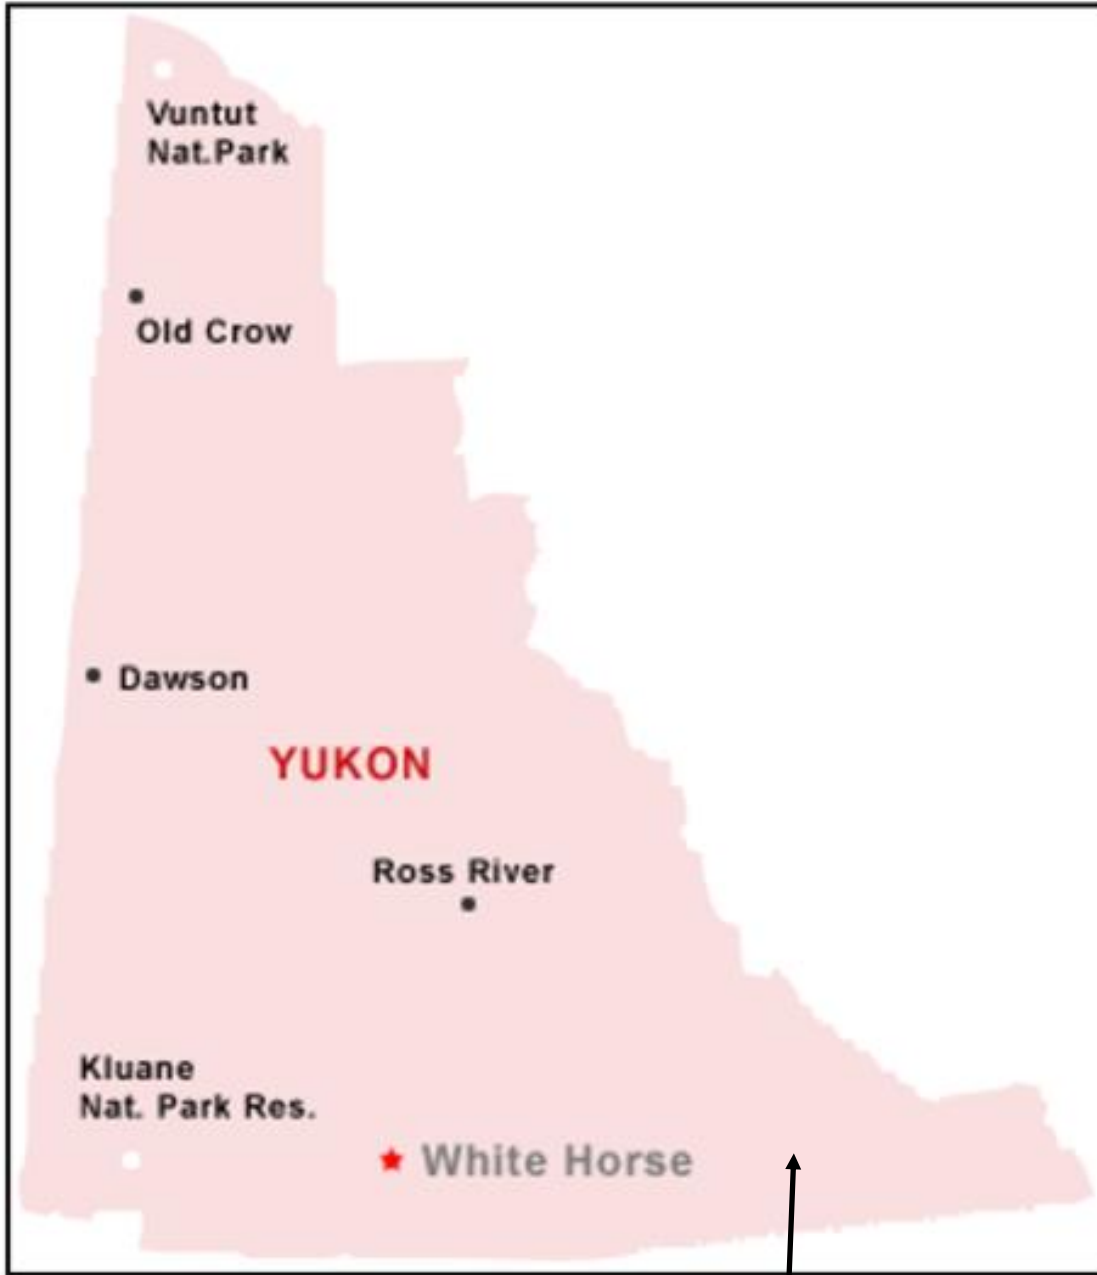 Vuntut
Nat.Park
Old Crow
Dawson
YUKON
Ross River
Kluane
Nat. Park Res.
White Horse